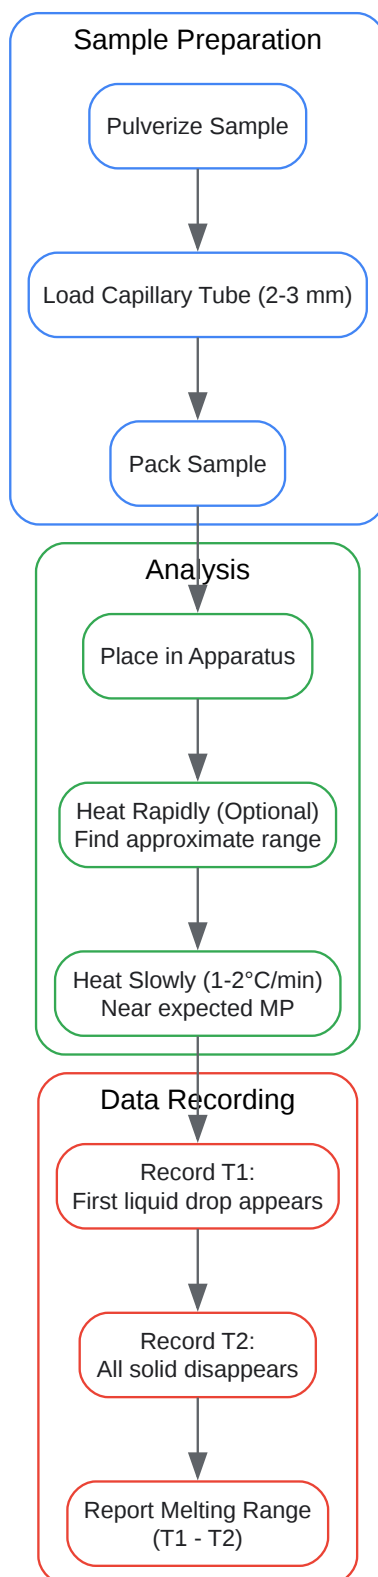 Sample Preparation
Pulverize Sample
Load Capillary Tube (2-3 mm)
Pack Sample
Analysis
Place in Apparatus
Heat Rapidly (Optional)
Find approximate range
Heat Slowly (1-2°C/min)
Near expected MP
Data Recording
Record T1:
First liquid drop appears
Record T2:
All solid disappears
Report Melting Range
(T1 - T2)